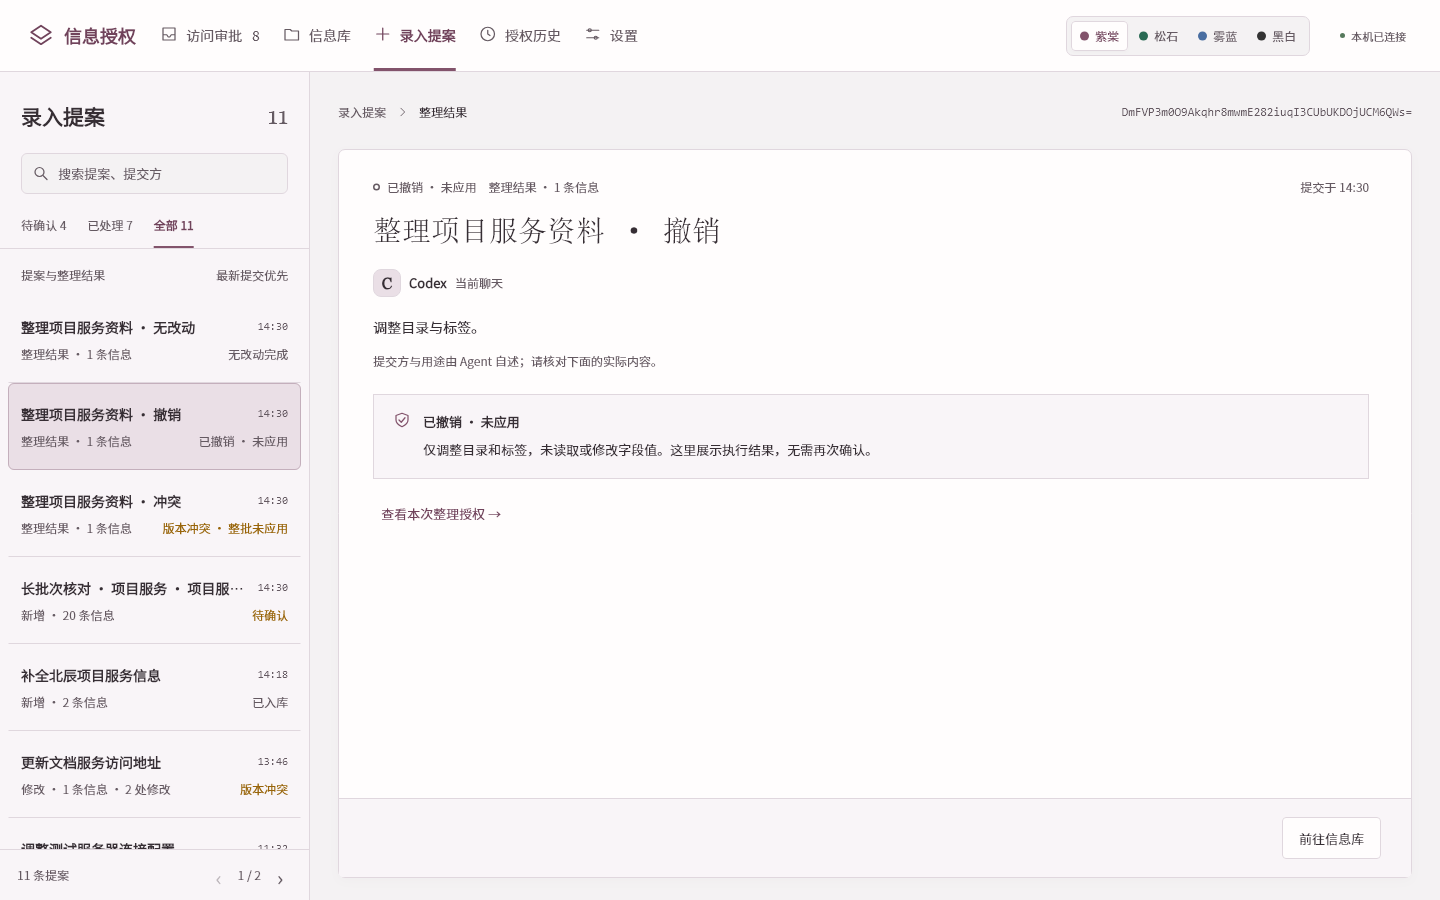 信息授权
访问审批 8
信息库
录入提案
授权历史
设置
紫棠
松石
雾蓝
黑白
本机已连接
录入提案 11
搜索提案、提交方
待确认 4 已处理 7 全部 11
提案与整理结果 最新提交优先
整理项目服务资料 · 无改动 14:30
整理结果 · 1 条信息 无改动完成
整理项目服务资料 · 撤销 14:30
整理结果 · 1 条信息 已撤销 · 未应用
整理项目服务资料 · 冲突 14:30
整理结果 · 1 条信息 版本冲突 · 整批未应用
长批次核对 · 项目服务 · 项目服… 14:30
新增 · 20 条信息 待确认
补全北辰项目服务信息 14:18
新增 · 2 条信息 已入库
更新文档服务访问地址 13:46
修改 · 1 条信息 · 2 处修改 版本冲突
调整测试服务器连接配置 11:32
11 条提案 ‹ 1 / 2 ›
录入提案 > 整理结果
DmFVP3m0O9Akqhr8mwmE282iuqI3CUbUKDOjUCM6QWs=
已撤销 · 未应用 整理结果 · 1 条信息 提交于 14:30
整理项目服务资料 · 撤销
C Codex 当前聊天
调整目录与标签。
提交方与用途由 Agent 自述；请核对下面的实际内容。
已撤销 · 未应用
仅调整目录和标签，未读取或修改字段值。这里展示执行结果，无需再次确认。
查看本次整理授权 →
前往信息库